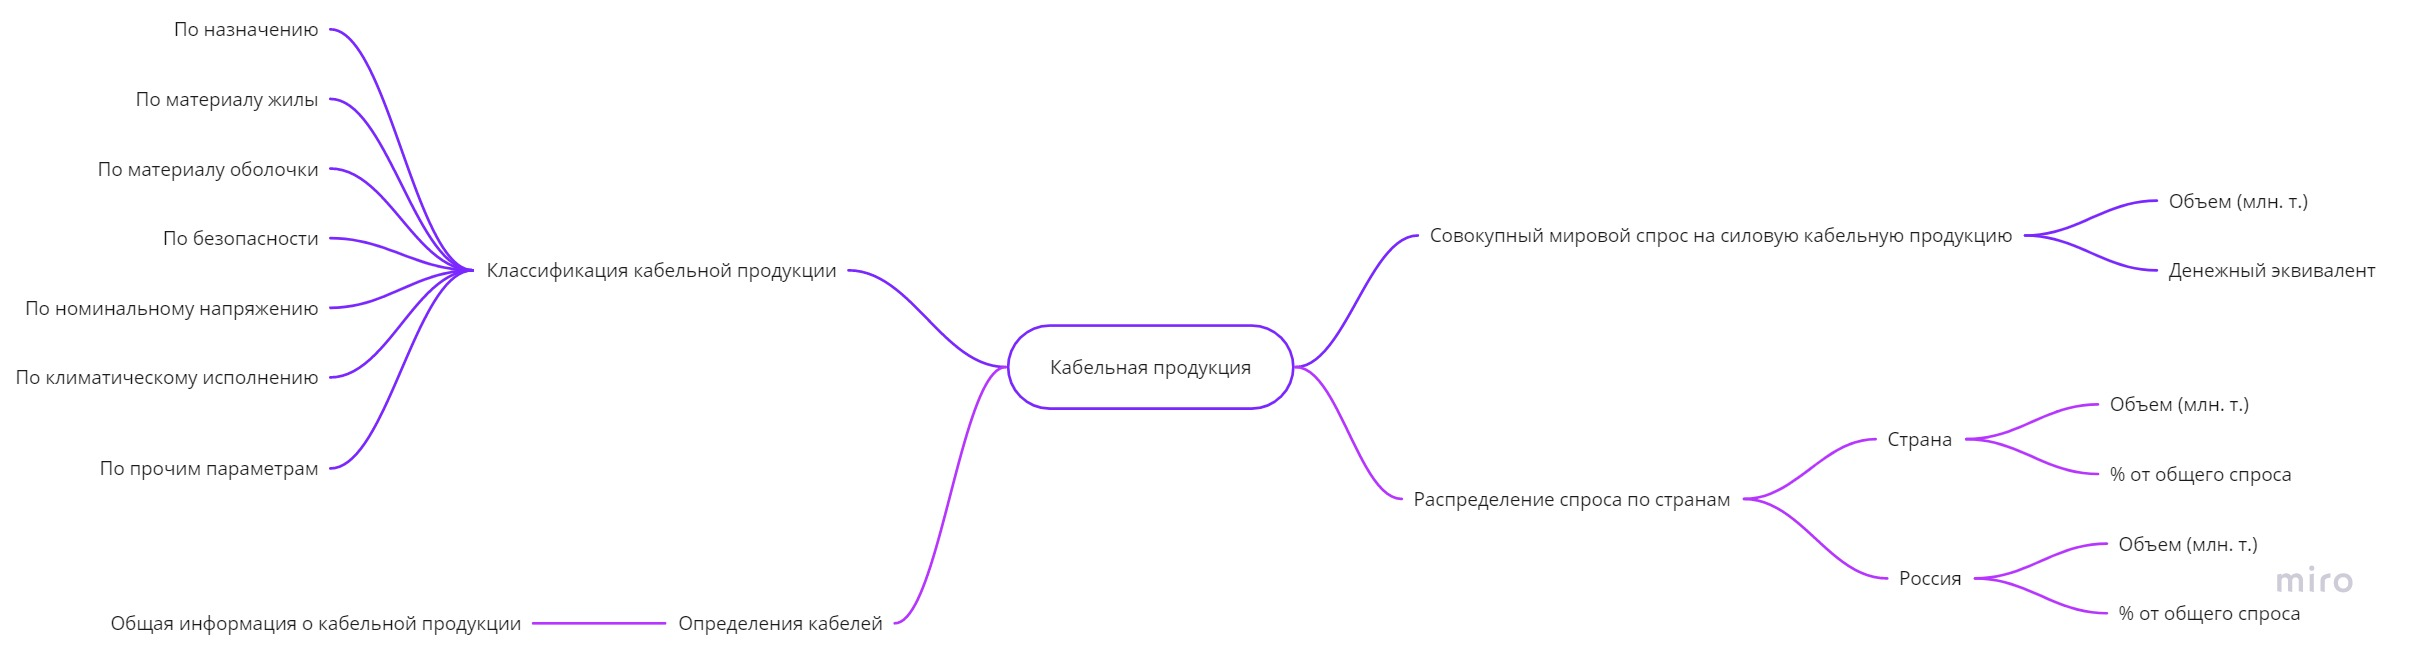 По назначению
По материалу жилы
По материалу оболочки
По безопасности
По номинальному напряжению
По климатическому исполнению
По прочим параметрам
Классификация кабельной продукции
Общая информация о кабельной продукции
Определения кабелей
Кабельная продукция
Совокупный мировой спрос на силовую кабельную продукцию
Объем (млн. т.)
Денежный эквивалент
Распределение спроса по странам
Страна
Объем (млн. т.)
% от общего спроса
Россия
Объем (млн. т.)
% от общего спроса
miro